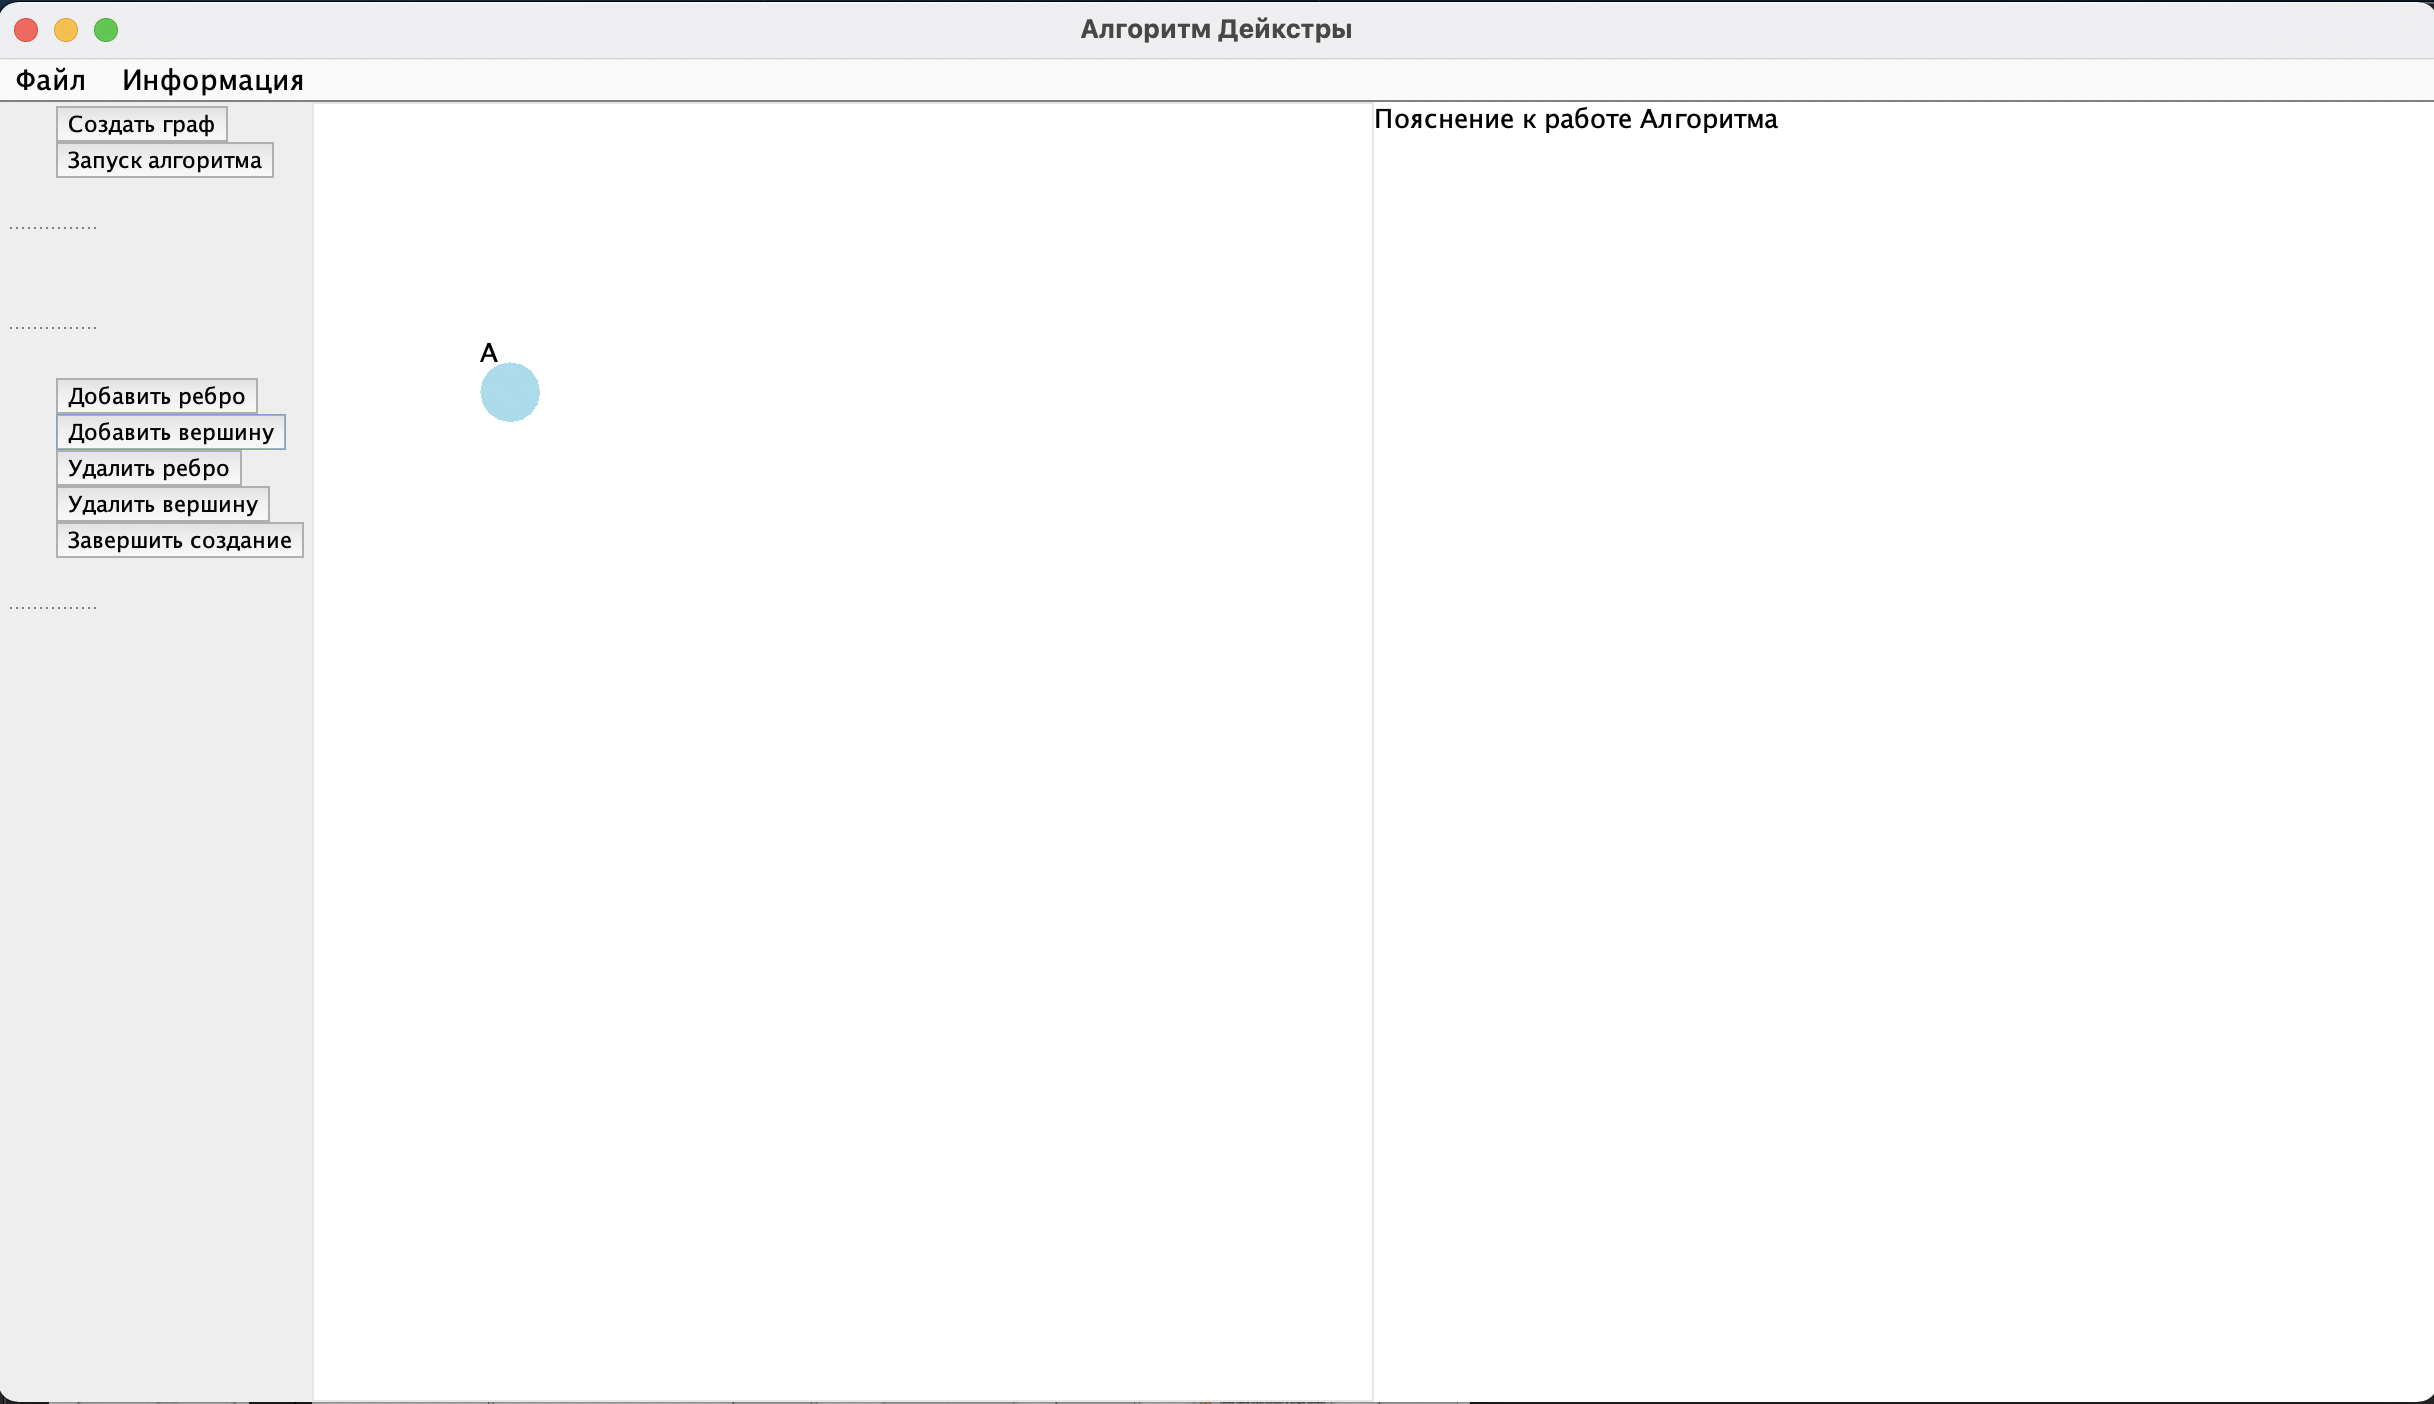 Алгоритм Дейкстры
Файл Информация
Создать граф
Запуск алгоритма
Добавить ребро
Добавить вершину
Удалить ребро
Удалить вершину
Завершить создание
A
Пояснение к работе Алгоритма